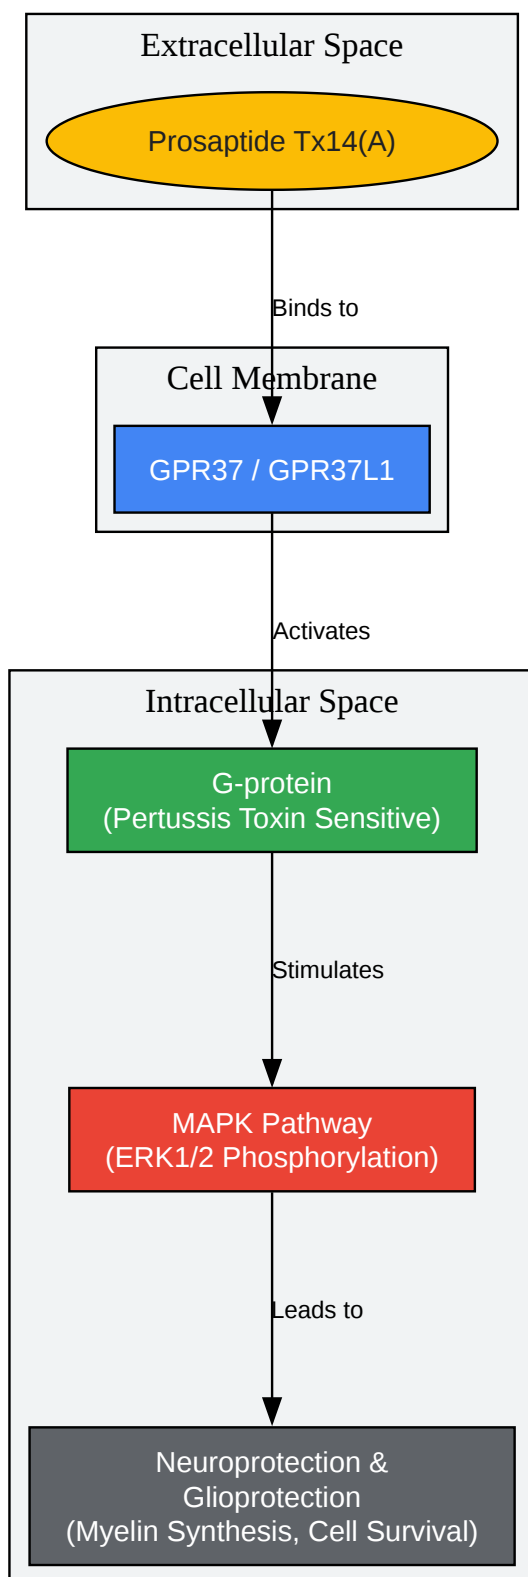 Extracellular Space
Prosaptide Tx14(A)
Binds to
Cell Membrane
GPR37 / GPR37L1
Activates
Intracellular Space
G-protein
(Pertussis Toxin Sensitive)
Stimulates
MAPK Pathway
(ERK1/2 Phosphorylation)
Leads to
Neuroprotection &
Glioprotection
(Myelin Synthesis, Cell Survival)